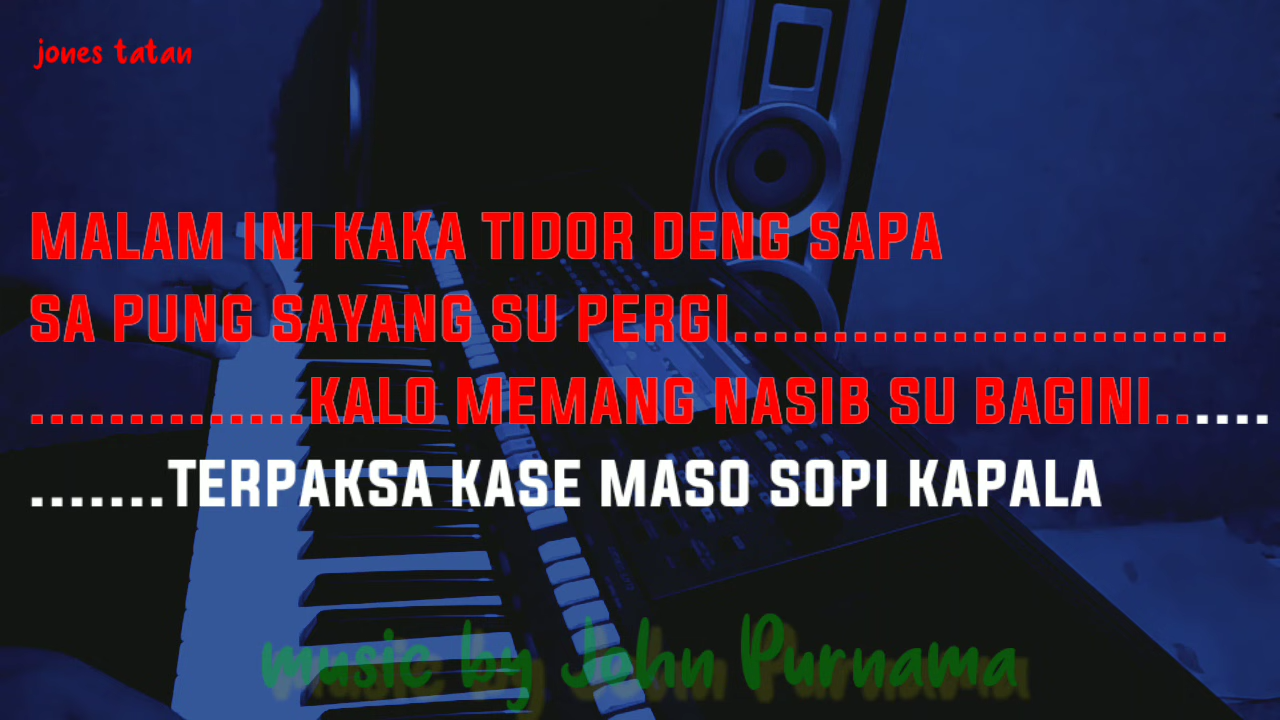 jones tatan
MALAM INI KAKA TIDOR DENG SAPA
SA PUNG SAYANG SU PERGI.........................
..............KALO MEMANG NASIB SU BAGINI......
.......TERPAKSA KASE MASO SOPI KAPALA
music by John Purnama